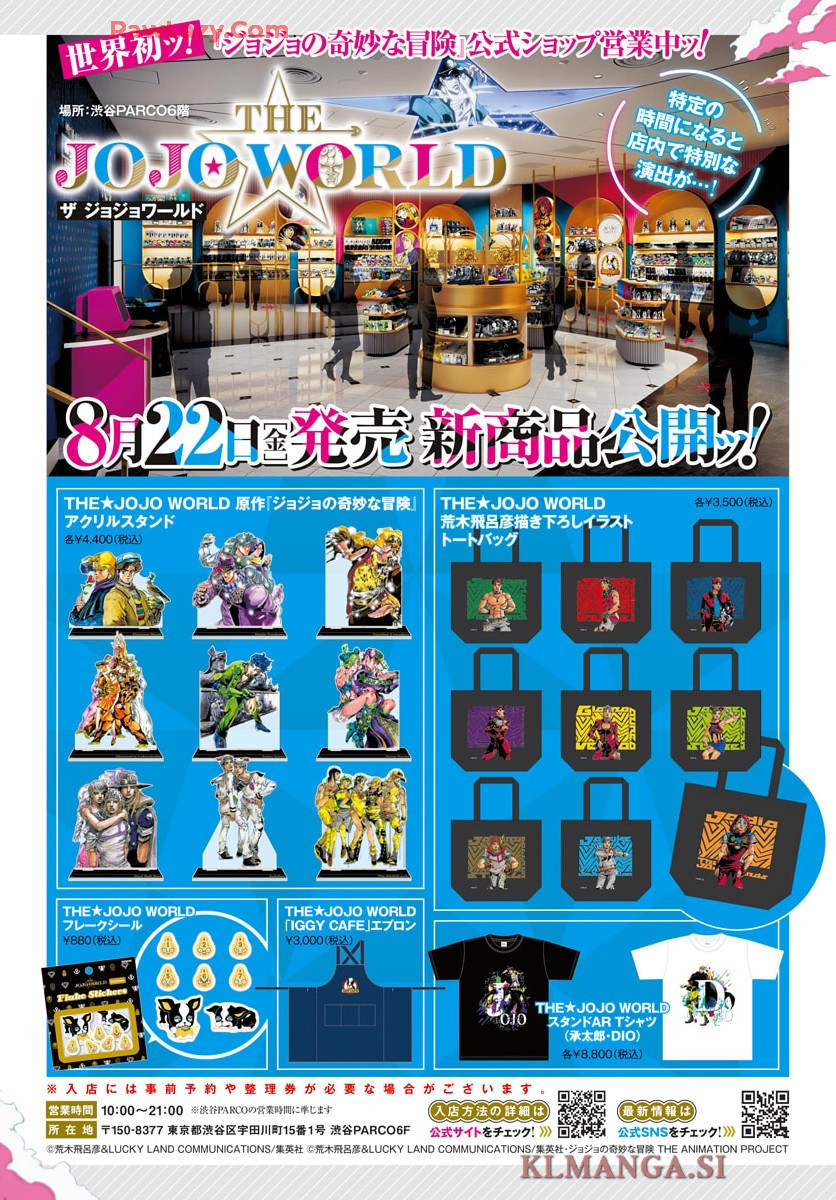 RawLazy.Com
世界初ッ!『ジョジョの奇妙な冒険』公式ショップ営業中ッ!
場所:渋谷PARCO6階
THE
JOJO★WORLD
ザ ジョジョワールド
特定の
時間になると
店内で特別な
演出が…!
8月22日(金)発売 新商品公開ッ!
THE★JOJO WORLD 原作『ジョジョの奇妙な冒険』
アクリルスタンド
各¥4,400(税込)
THE★JOJO WORLD
荒木飛呂彦描き下ろしイラスト
トートバッグ
各¥3,500(税込)
THE★JOJO WORLD
フレークシール
¥880(税込)
JOJO WORLD
Flake Stickers
THE★JOJO WORLD
「IGGY CAFE」エプロン
¥3,000(税込)
THE★JOJO WORLD
スタンドAR Tシャツ
(承太郎・DIO)
各¥8,800(税込)
※入店には事前予約や整理券が必要な場合がございます。
営業時間 10:00〜21:00 ※渋谷PARCOの営業時間に準じます
所在地 〒150-8377 東京都渋谷区宇田川町15番1号 渋谷PARCO6F
入店方法の詳細は
公式サイトをチェック!
最新情報は
公式SNSをチェック!
©荒木飛呂彦&LUCKY LAND COMMUNICATIONS/集英社 ©荒木飛呂彦&LUCKY LAND COMMUNICATIONS/集英社・ジョジョの奇妙な冒険 THE ANIMATION PROJECT
KLMANGA.SI